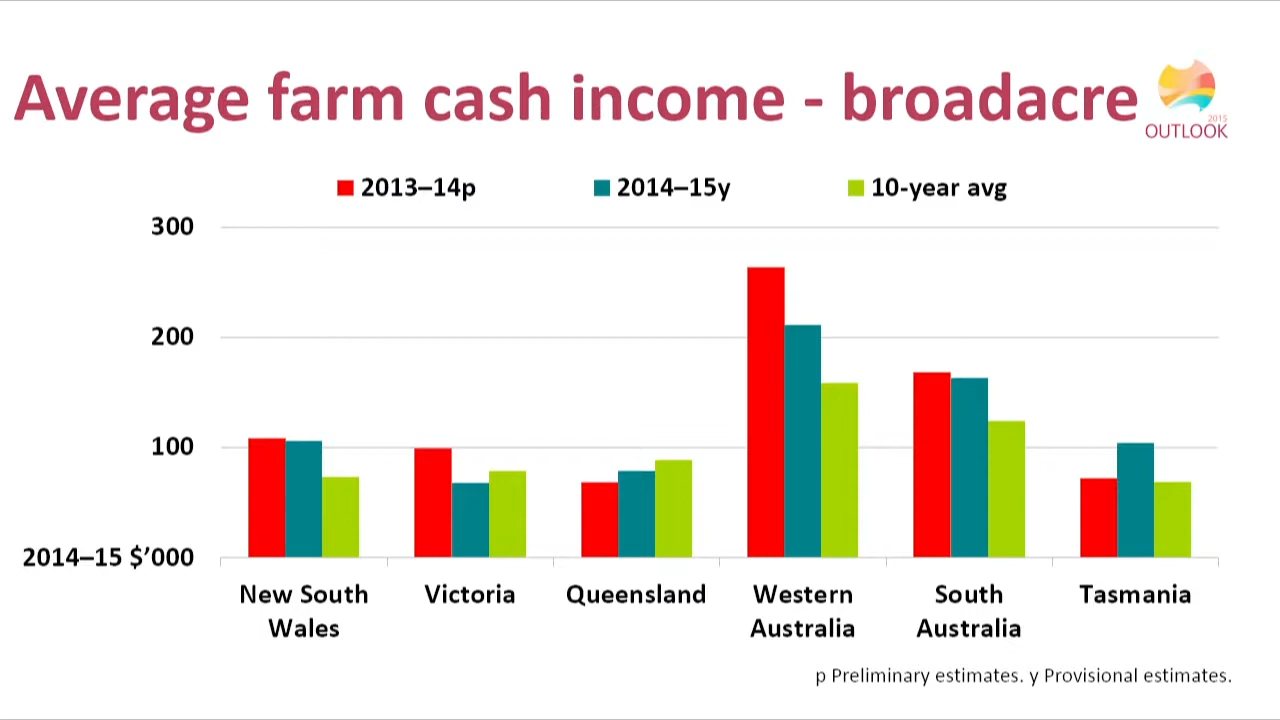 Average farm cash income - broadacre
2015
OUTLOOK
2013–14p 2014–15y 10-year avg
300
200
100
2014–15 $’000
New South Wales
Victoria
Queensland
Western Australia
South Australia
Tasmania
p Preliminary estimates. y Provisional estimates.